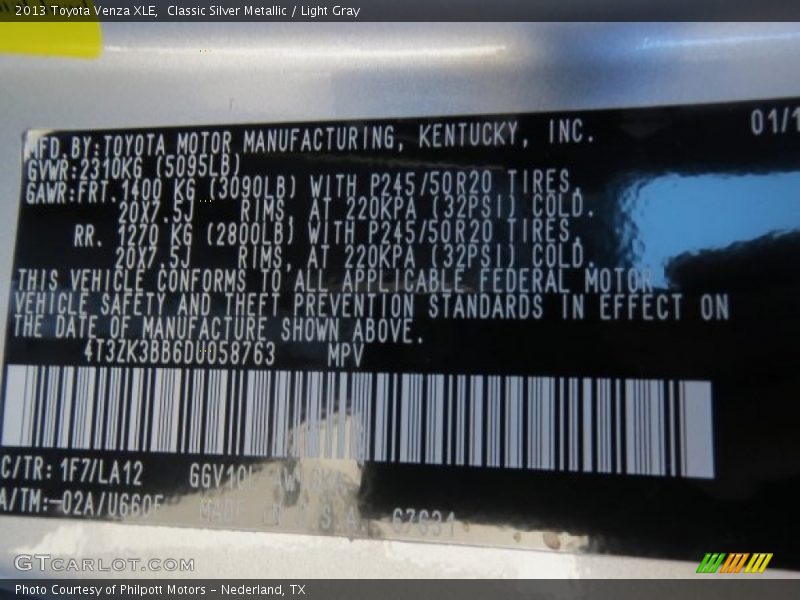 2013 Toyota Venza XLE,  Classic Silver Metallic / Light Gray
MFD.BY:TOYOTA MOTOR MANUFACTURING, KENTUCKY, INC. 01/1
GVWR:2310KG (5095LB)
GAWR:FRT.1400 KG (3090LB) WITH P245/50R20 TIRES,
20X7.5J RIMS, AT 220KPA (32PSI) COLD.
RR. 1270 KG (2800LB) WITH P245/50R20 TIRES,
20X7.5J RIMS, AT 220KPA (32PSI) COLD.
THIS VEHICLE CONFORMS TO ALL APPLICABLE FEDERAL MOTOR
VEHICLE SAFETY AND THEFT PREVENTION STANDARDS IN EFFECT ON
THE DATE OF MANUFACTURE SHOWN ABOVE.
4T3ZK3BB6DU058763 MPV
C/TR: 1F7/LA12
A/TM:-02A/U660F MADE IN U.S.A. 67631
GTCARLOT.COM
Photo Courtesy of Philpott Motors - Nederland, TX